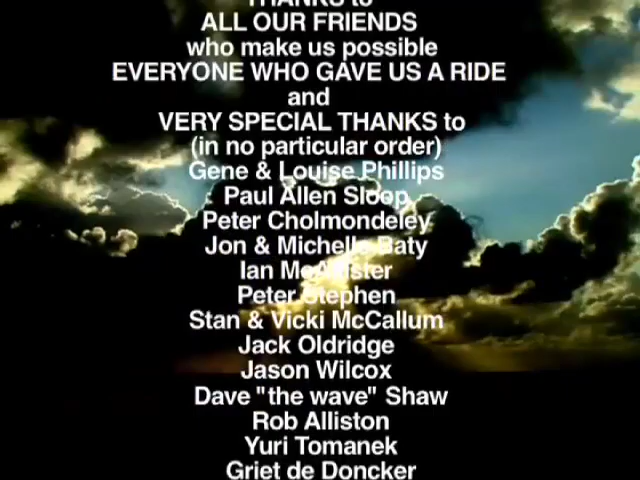 THANKS to
ALL OUR FRIENDS
who make us possible
EVERYONE WHO GAVE US A RIDE
and
VERY SPECIAL THANKS to
(in no particular order)
Gene & Louise Phillips
Paul Allen Sloop
Peter Cholmondeley
Jon & Michelle Baty
Ian McAllister
Peter Stephen
Stan & Vicki McCallum
Jack Oldridge
Jason Wilcox
Dave "the wave" Shaw
Rob Alliston
Yuri Tomanek
Griet de Doncker